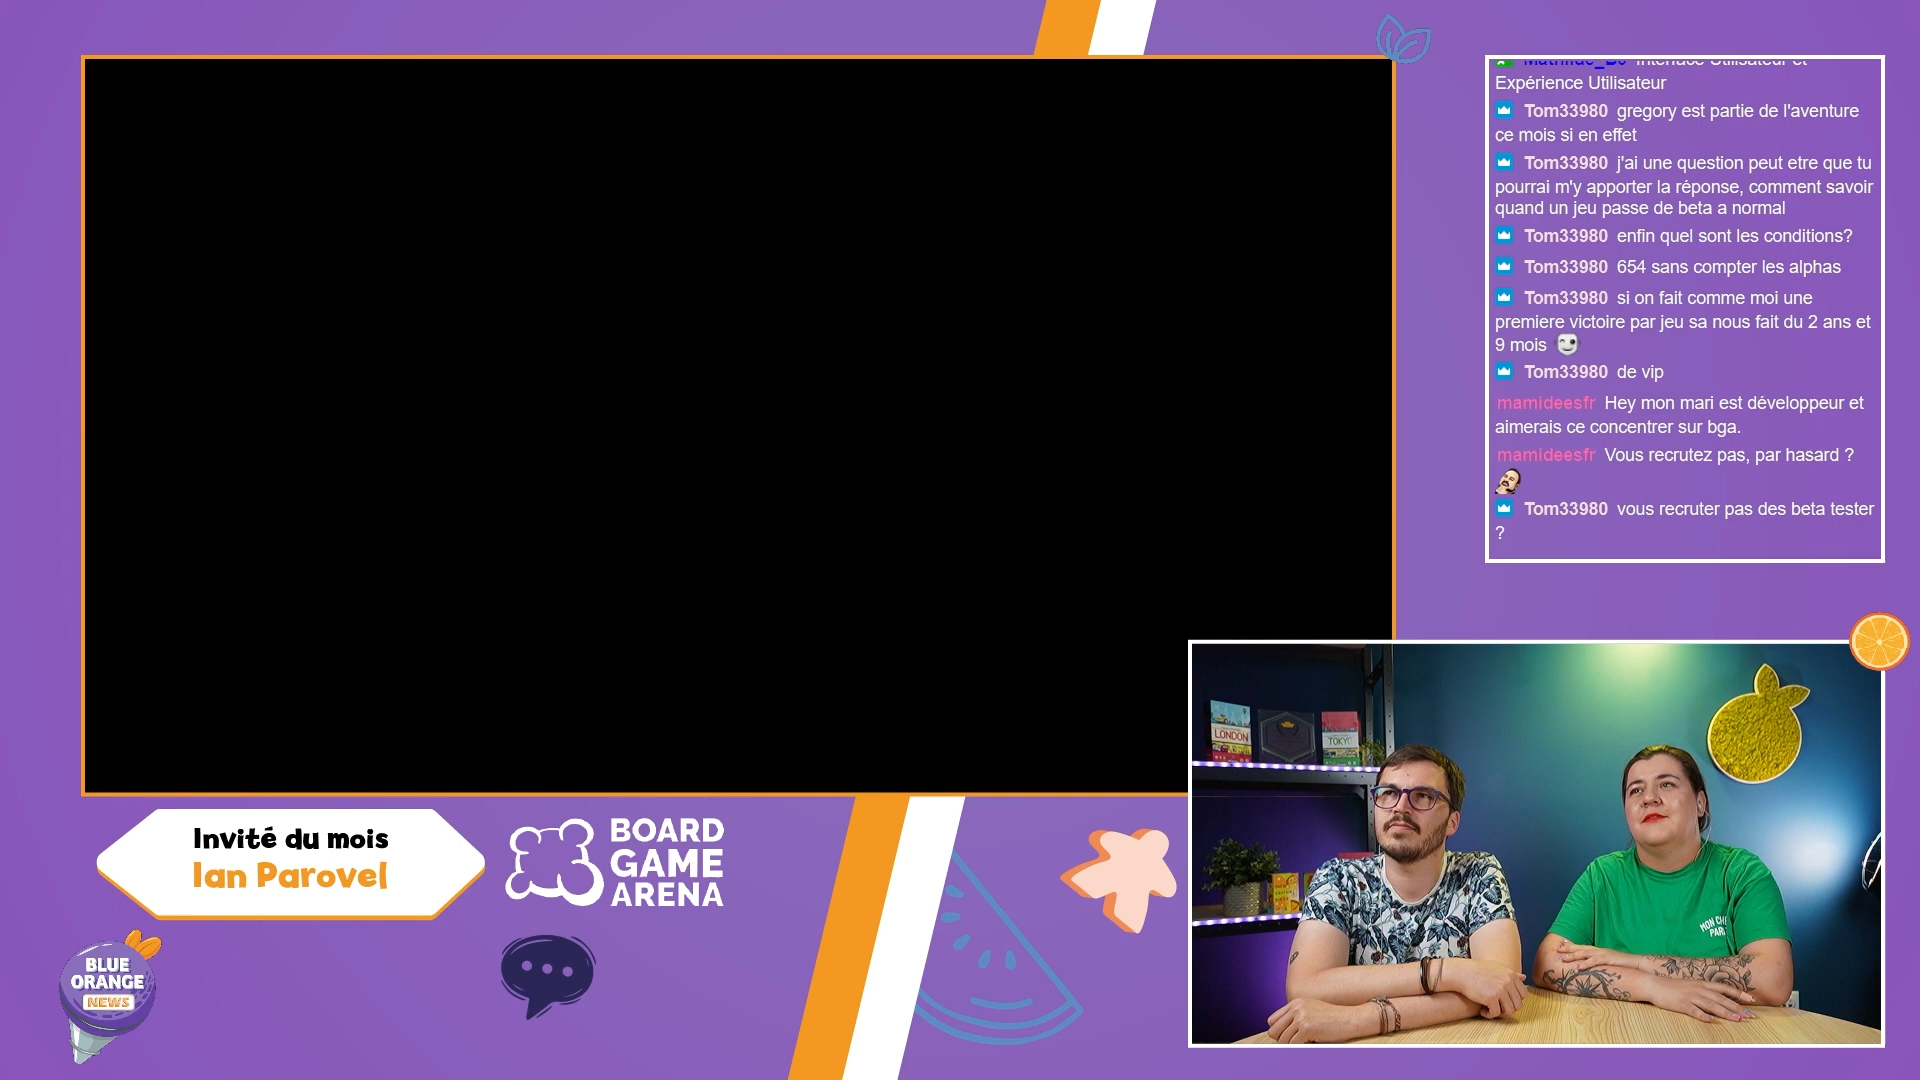 Expérience Utilisateur
Tom33980 gregory est partie de l'aventure
ce mois si en effet
Tom33980 j'ai une question peut etre que tu
pourrai m'y apporter la réponse, comment savoir
quand un jeu passe de beta a normal
Tom33980 enfin quel sont les conditions?
Tom33980 654 sans compter les alphas
Tom33980 si on fait comme moi une
premiere victoire par jeu sa nous fait du 2 ans et
9 mois
Tom33980 de vip
mamideesfr Hey mon mari est développeur et
aimerais ce concentrer sur bga.
mamideesfr Vous recrutez pas, par hasard ?
Tom33980 vous recruter pas des beta tester
?
LONDON
TOKYO
MON CHE
PARI
Invité du mois
Ian Parovel
BOARD
GAME
ARENA
BLUE
ORANGE
NEWS